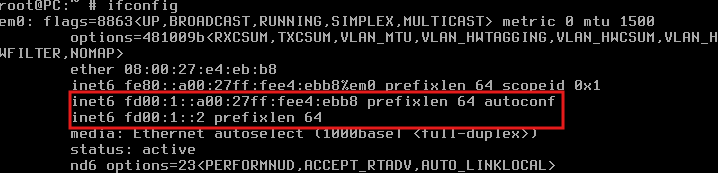 root@PC:~ # ifconfig
em0: flags=8863<UP,BROADCAST,RUNNING,SIMPLEX,MULTICAST> metric 0 mtu 1500
options=481009b<RXCSUM,TXCSUM,VLAN_MTU,VLAN_HWTAGGING,VLAN_HWCSUM,VLAN_H
WFILTER,NOMAP>
ether 08:00:27:e4:eb:b8
inet6 fe80::a00:27ff:fee4:ebb8%em0 prefixlen 64 scopeid 0x1
inet6 fd00:1::a00:27ff:fee4:ebb8 prefixlen 64 autoconf
inet6 fd00:1::2 prefixlen 64
media: Ethernet autoselect (1000baseT <full-duplex>)
status: active
nd6 options=23<PERFORMNUD,ACCEPT_RTADV,AUTO_LINKLOCAL>